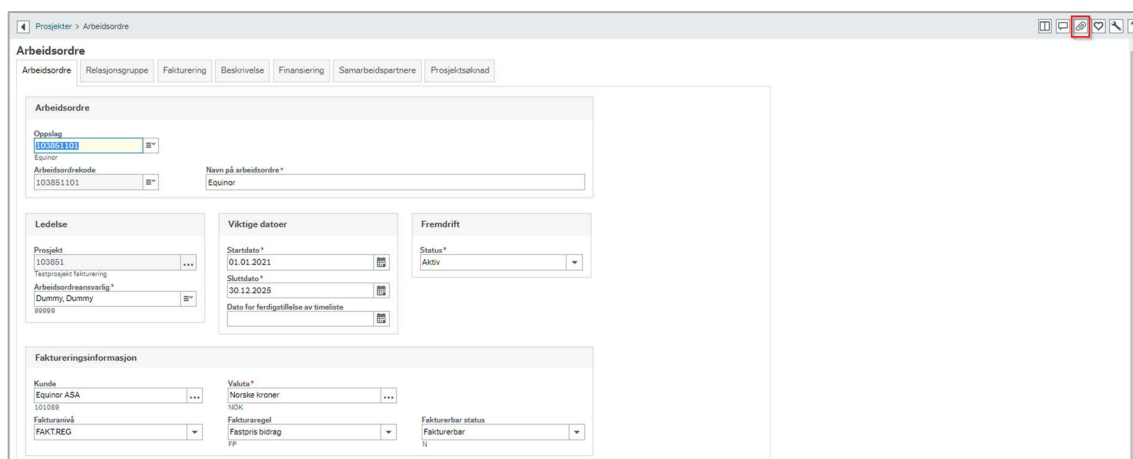 Prosjekter > Arbeidsordre
Arbeidsordre
Arbeidsordre Relasjonsgruppe Fakturering Beskrivelse Finansiering Samarbeidspartnere Prosjektsøknad
Arbeidsordre
Oppslag
103851101
Equinor
Arbeidsordrekode Navn på arbeidsordre*
103851101 Equinor
Ledelse Viktige datoer Fremdrift
Prosjekt Startdato* Status*
103851 01.01.2021 Aktiv
Testprosjekt fakturering
Sluttdato*
Arbeidsordreansvarlig*
Dummy, Dummy 30.12.2025
99999
Dato for ferdigstillelse av timeliste
Faktureringsinformasjon
Kunde Valuta*
Equinor ASA Norske kroner
101089 NOK
Fakturanivå Fakturaregel Fakturerbar status
FAKT.REG Fastpris bidrag Fakturerbar
FP N